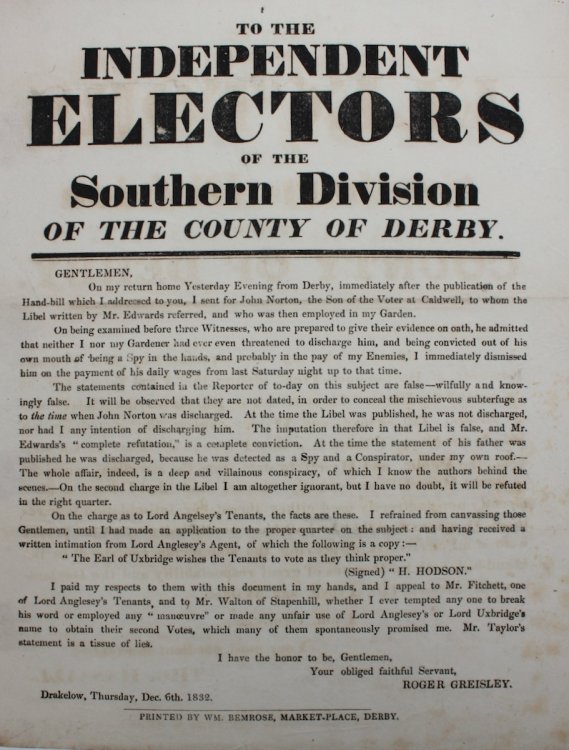 TO THE
INDEPENDENT
ELECTORS
OF THE
Southern Division
OF THE COUNTY OF DERBY.
GENTLEMEN,
On my return home Yesterday Evening from Derby, immediately after the publication of the
Hand-bill which I addressed to you, I sent for John Norton, the Son of the Voter at Caldwell, to whom the
Libel written by Mr. Edwards referred, and who was then employed in my Garden.
On being examined before three Witnesses, who are prepared to give their evidence on oath, he admitted
that neither I nor my Gardener had ever even threatened to discharge him, and being convicted out of his
own mouth of being a Spy in the hands, and probably in the pay of my Enemies, I immediately dismissed
him on the payment of his daily wages from last Saturday night up to that time.
The statements contained in the Reporter of to-day on this subject are false—wilfully and know-
ingly false. It will be observed that they are not dated, in order to conceal the mischievous subterfuge as
to the time when John Norton was discharged. At the time the Libel was published, he was not discharged,
nor had I any intention of discharging him. The imputation therefore in that Libel is false, and Mr.
Edwards's "complete refutation," is a complete conviction. At the time the statement of his father was
published he was discharged, because he was detected as a Spy and a Conspirator, under my own roof.—
The whole affair, indeed, is a deep and villainous conspiracy, of which I know the authors behind the
scenes.—On the second charge in the Libel I am altogether ignorant, but I have no doubt, it will be refuted
in the right quarter.
On the charge as to Lord Angelsey's Tenants, the facts are these. I refrained from canvassing those
Gentlemen, until I had made an application to the proper quarter on the subject: and having received a
written intimation from Lord Anglesey's Agent, of which the following is a copy:—
"The Earl of Uxbridge wishes the Tenants to vote as they think proper."
(Signed) "H. HODSON."
I paid my respects to them with this document in my hands, and I appeal to Mr. Fitchett, one
of Lord Anglesey's Tenants, and to Mr. Walton of Stapenhill, whether I ever tempted any one to break
his word or employed any "manœuvre" or made any unfair use of Lord Anglesey's or Lord Uxbridge's
name to obtain their second Votes, which many of them spontaneously promised me. Mr. Taylor's
statement is a tissue of lies.
I have the honor to be, Gentlemen,
Your obliged faithful Servant,
ROGER GREISLEY.
Drakelow, Thursday, Dec. 6th. 1832.
PRINTED BY WM. BEMROSE, MARKET-PLACE, DERBY.